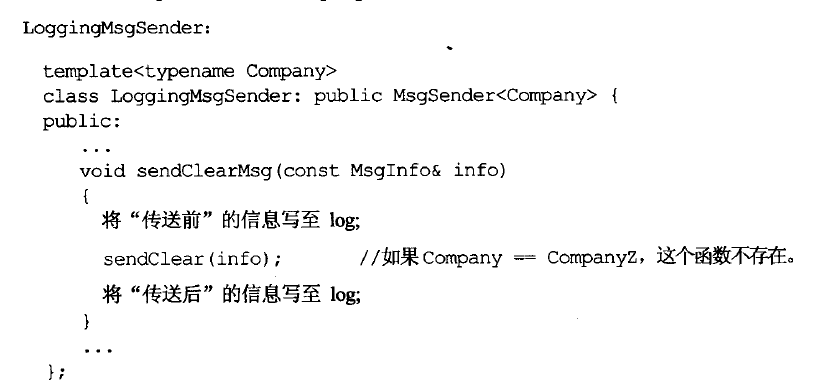 LoggingMsgSender:
template<typename Company>
class LoggingMsgSender: public MsgSender<Company> {
public:
...
void sendClearMsg(const MsgInfo& info)
{
将“传送前”的信息写至 log;
sendClear(info); //如果Company == CompanyZ，这个函数不存在。
将“传送后”的信息写至 log;
}
...
};